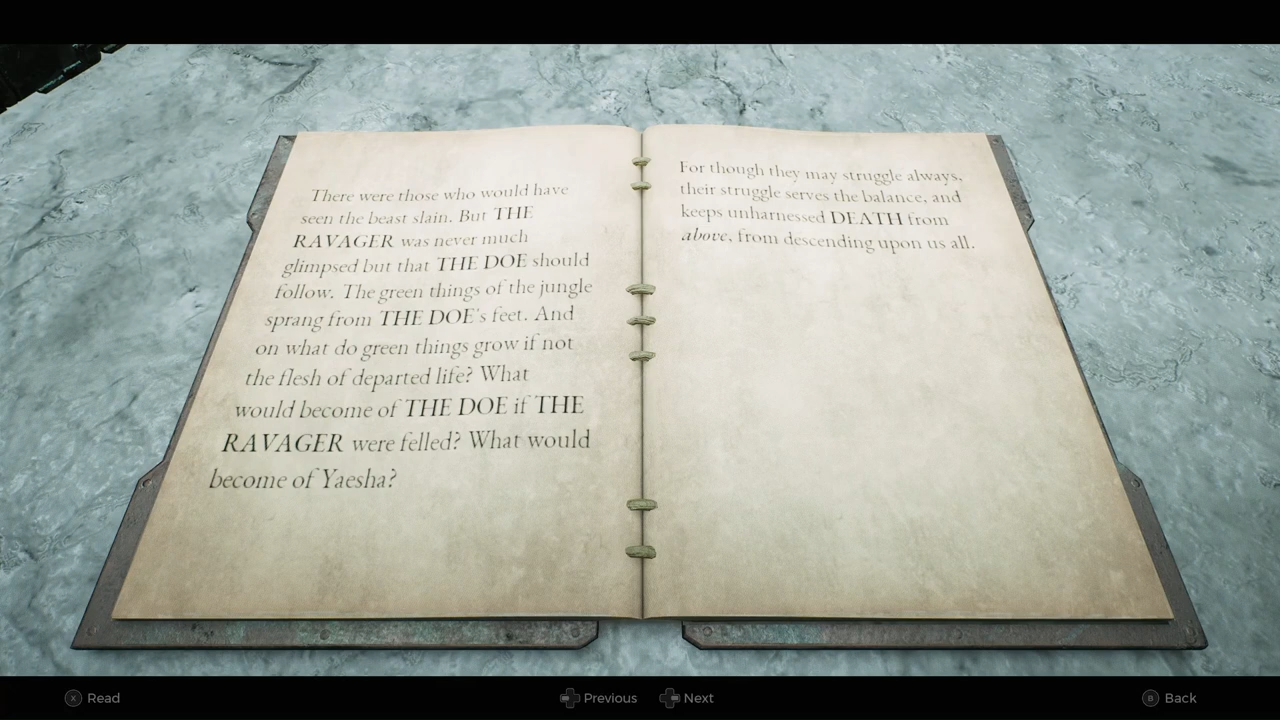 There were those who would have
seen the beast slain. But THE
RAVAGER was never much
glimpsed but that THE DOE should
follow. The green things of the jungle
sprang from THE DOE's feet. And
on what do green things grow if not
the flesh of departed life? What
would become of THE DOE if THE
RAVAGER were felled? What would
become of Yaesha?
For though they may struggle always,
their struggle serves the balance, and
keeps unharnessed DEATH from
above, from descending upon us all.
X Read
Previous
Next
B Back